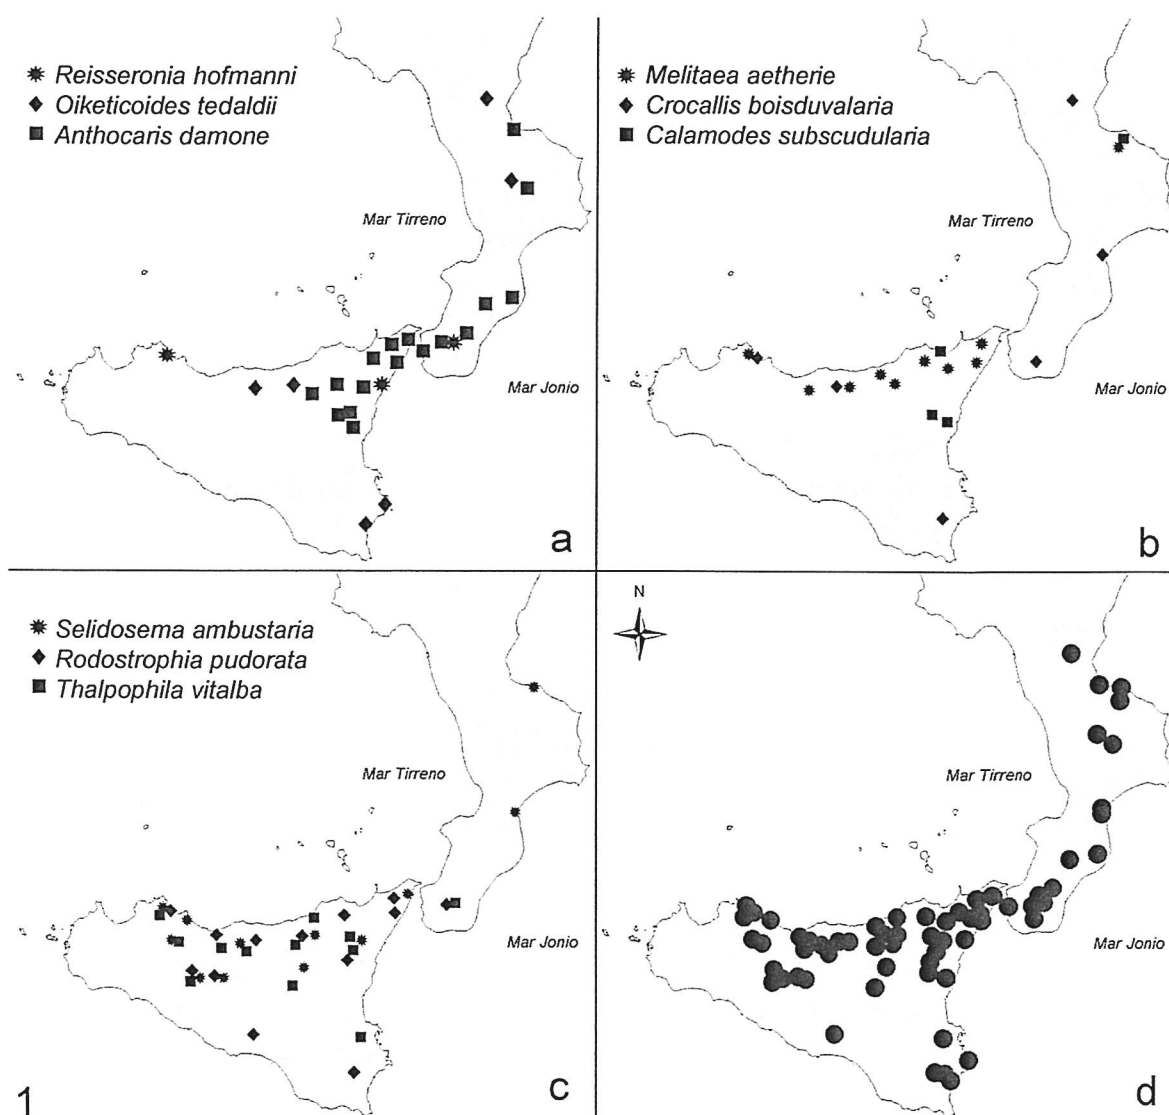 Reisseronia hofmanni
Oiketicoides tedaldii
Anthocaris damone
Mar Tirreno
Mar Jonio
a
Melitaea aetherie
Crocallis boisduvalaria
Calamodes subscudularia
Mar Tirreno
Mar Jonio
b
Selidosema ambustaria
Rodostrophia pudorata
Thalpophila vitalba
Mar Tirreno
Mar Jonio
c
N
Mar Tirreno
Mar Jonio
d
1